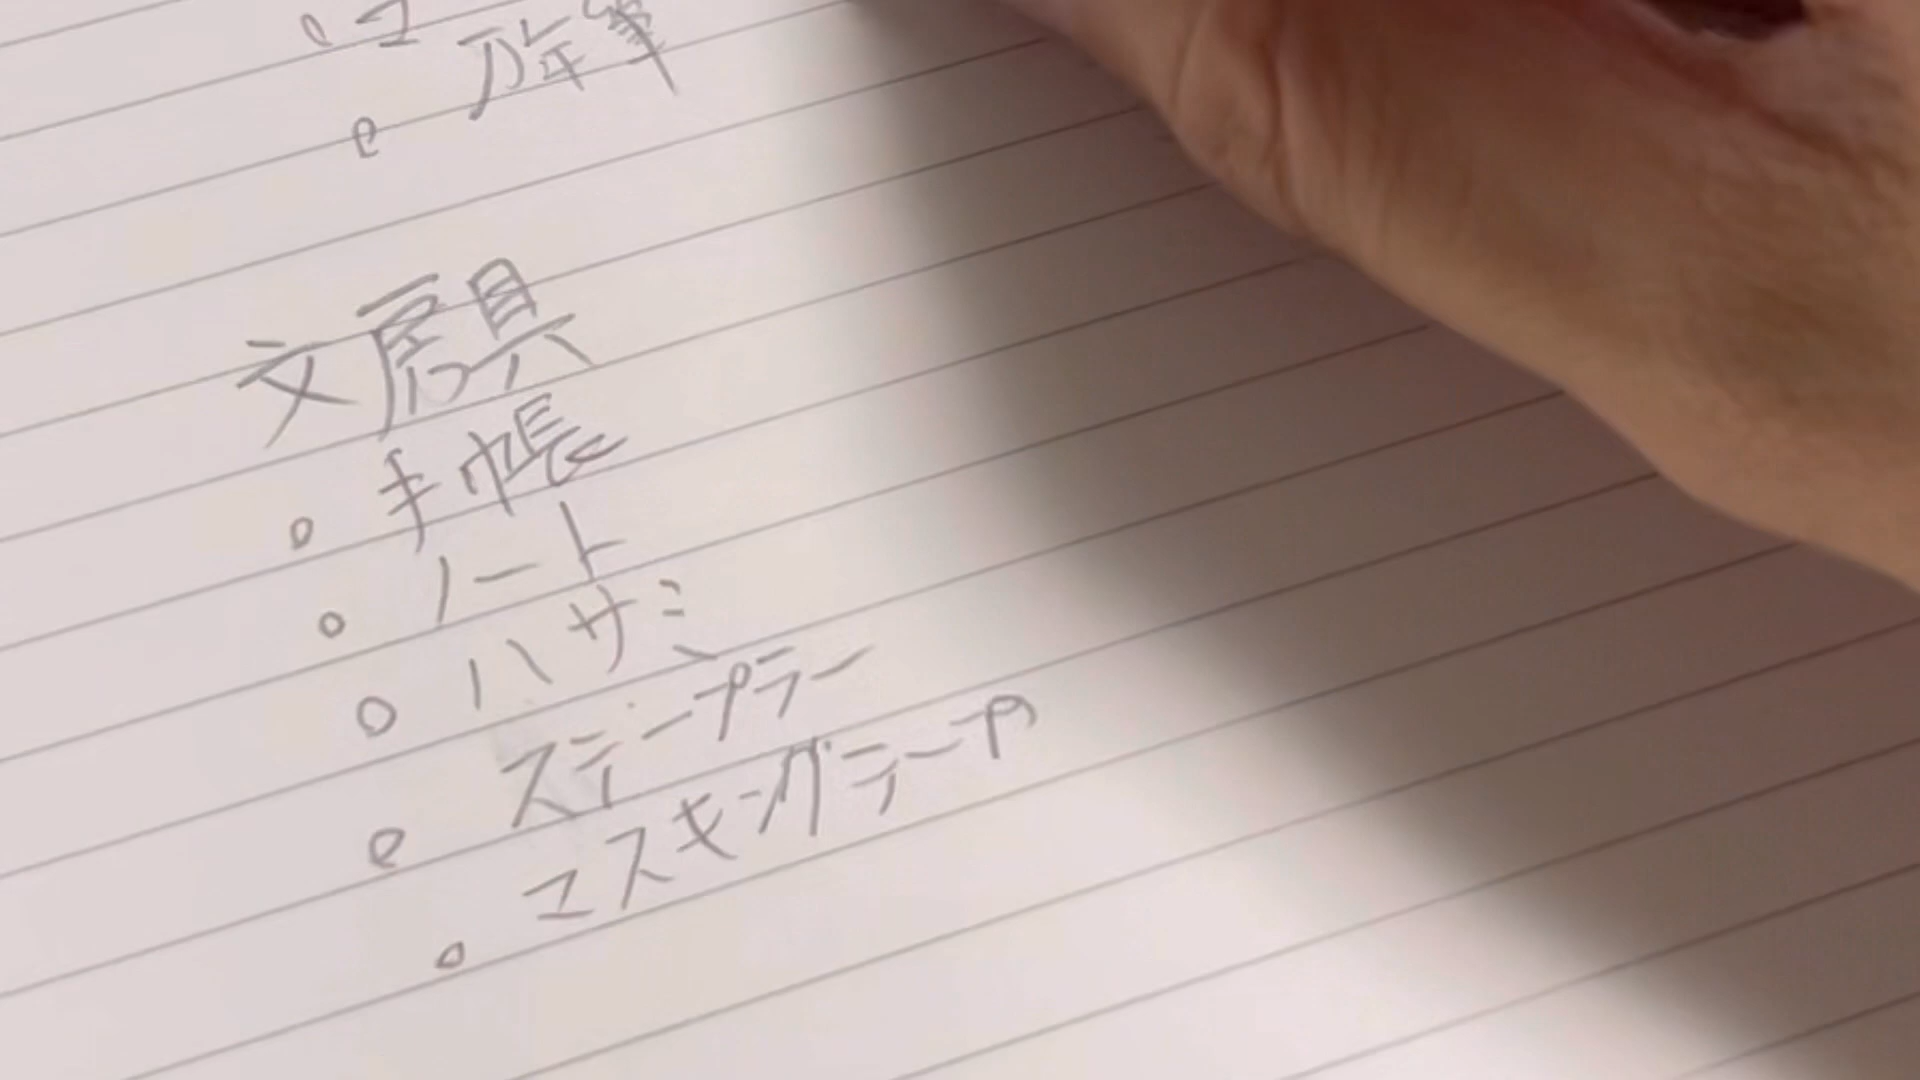 ○ 万年筆
文房具
○ 手帳
○ ノート
○ ハサミ
○ ステープラー
○ マスキングテープ